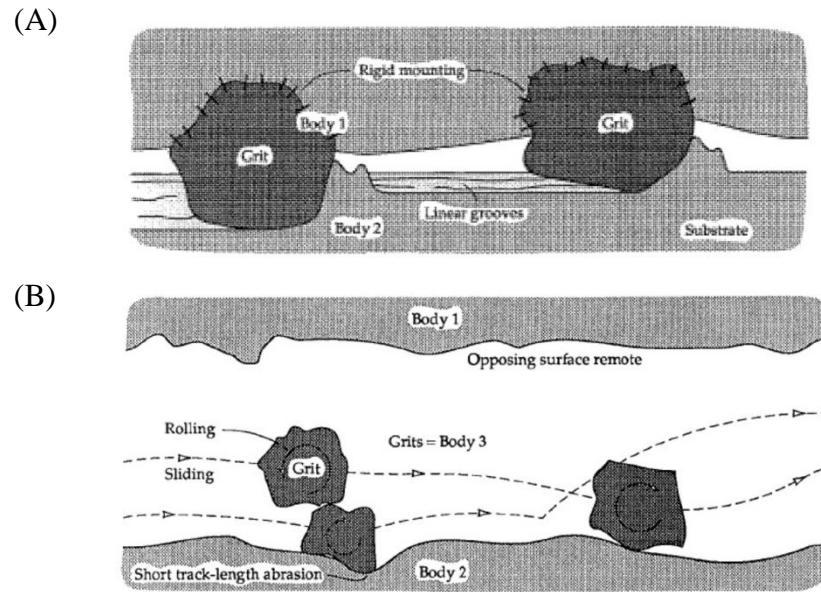 (A)
Rigid mounting
Body 1
Grit
Grit
Linear grooves
Body 2
Substrate
(B)
Body 1
Opposing surface remote
Rolling
Grits = Body 3
Grit
Sliding
Short track-length abrasion
Body 2